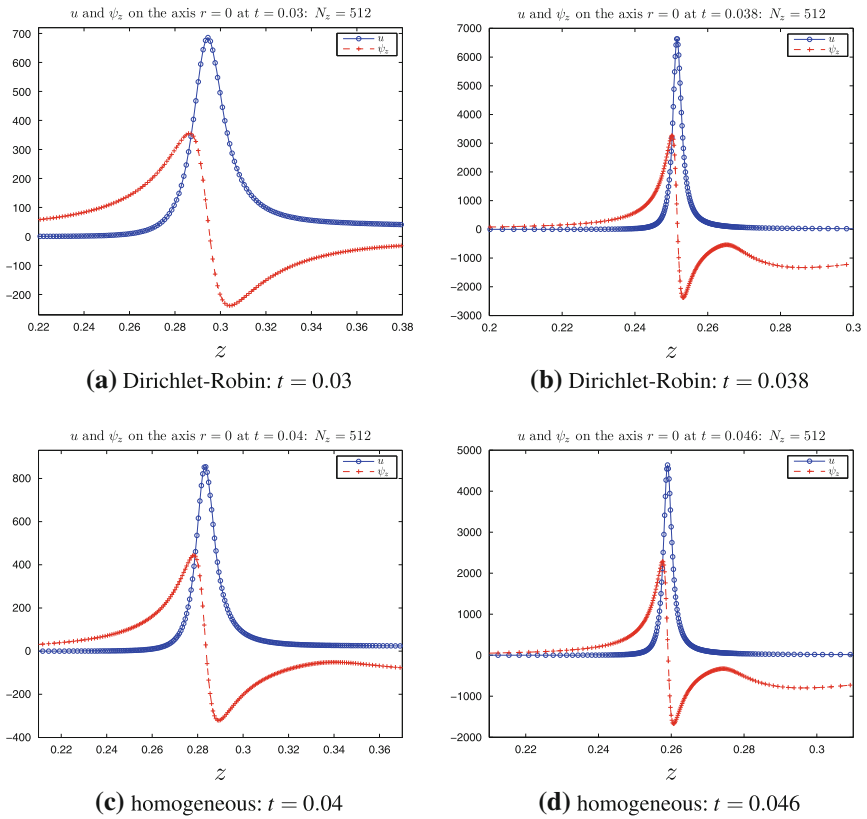 u and ψz on the axis r = 0 at t = 0.03: Nz = 512
700
600
500
400
300
200
100
0
−100
−200
0.22 0.24 0.26 0.28 0.3 0.32 0.34 0.36 0.38
u
ψz
z
(a) Dirichlet-Robin: t = 0.03
u and ψz on the axis r = 0 at t = 0.038: Nz = 512
7000
6000
5000
4000
3000
2000
1000
0
−1000
−2000
−3000
0.2 0.22 0.24 0.26 0.28 0.3
u
ψz
z
(b) Dirichlet-Robin: t = 0.038
u and ψz on the axis r = 0 at t = 0.04: Nz = 512
800
600
400
200
0
−200
−400
0.22 0.24 0.26 0.28 0.3 0.32 0.34 0.36
u
ψz
z
(c) homogeneous: t = 0.04
u and ψz on the axis r = 0 at t = 0.046: Nz = 512
5000
4000
3000
2000
1000
0
−1000
−2000
0.22 0.24 0.26 0.28 0.3
u
ψz
z
(d) homogeneous: t = 0.046